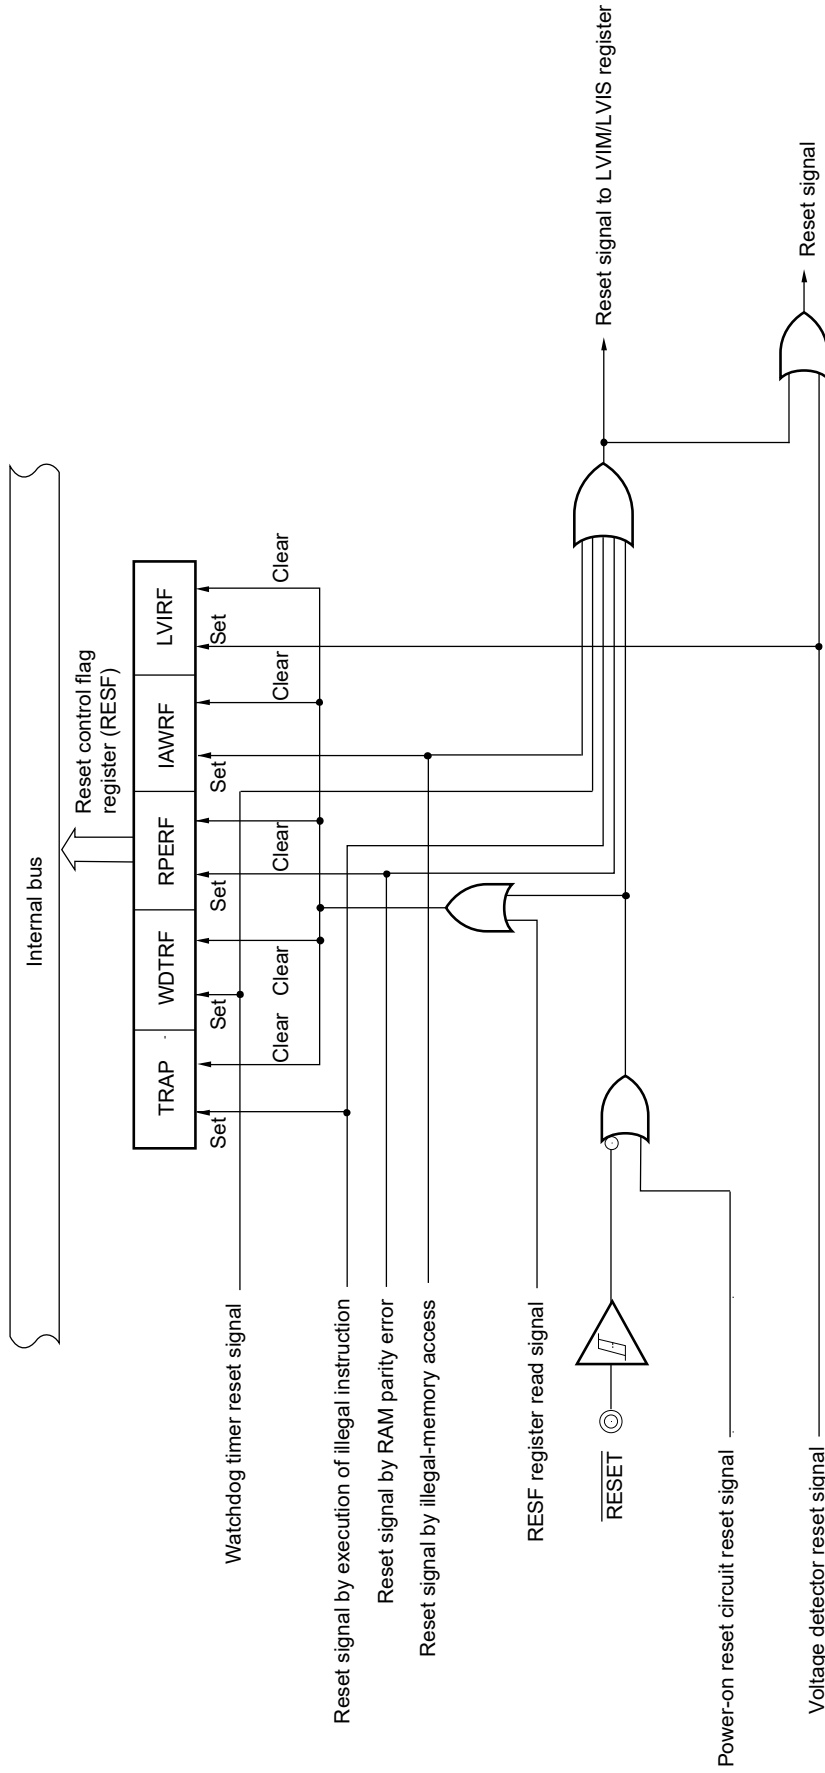 Internal bus
Reset control flag
register (RESF)
TRAP
WDTRF
RPERF
IAWRF
LVIRF
Set
Set
Set
Set
Set
Clear
Clear
Clear
Clear
Clear
Watchdog timer reset signal
Reset signal by execution of illegal instruction
Reset signal by RAM parity error
Reset signal by illegal-memory access
RESF register read signal
RESET
Power-on reset circuit reset signal
Voltage detector reset signal
Reset signal to LVIM/LVIS register
Reset signal